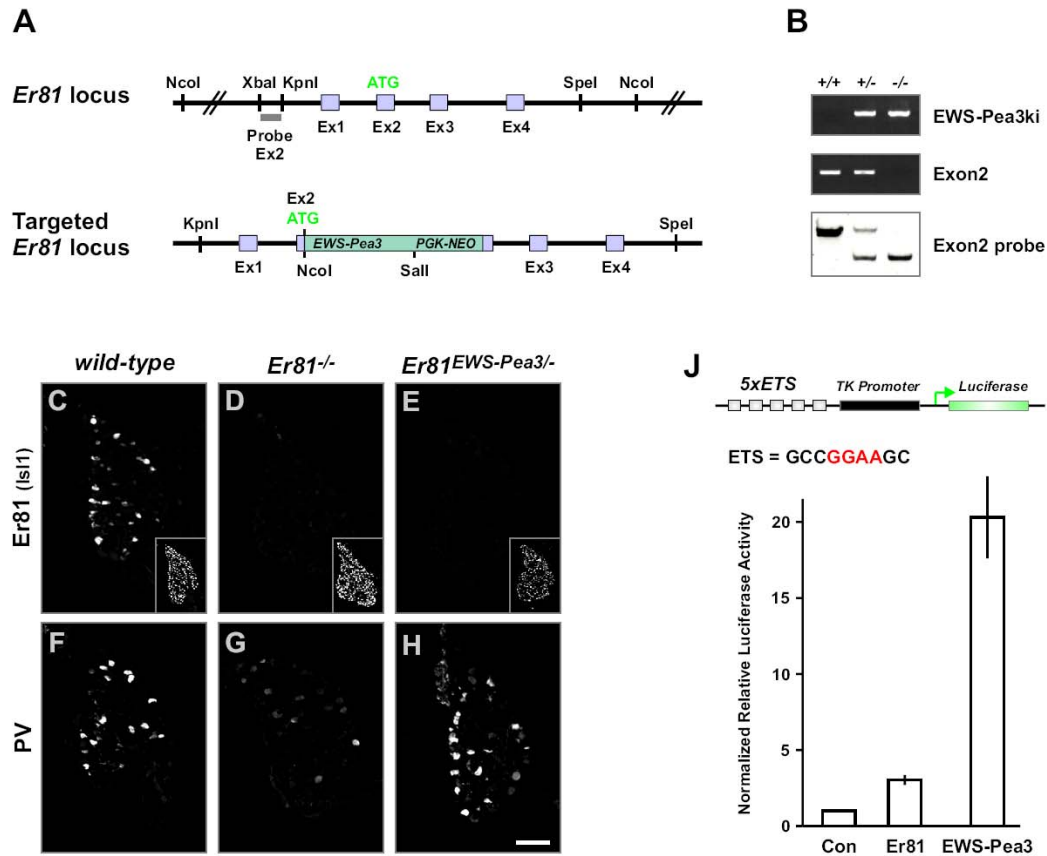 A
Er81 locus
NcoI
XbaI
KpnI
ATG
SpeI
NcoI
Probe
Ex2
Ex1
Ex2
Ex3
Ex4
Targeted
Er81 locus
KpnI
Ex2
ATG
SpeI
EWS-Pea3
PGK-NEO
Ex1
NcoI
SalI
Ex3
Ex4
B
+/+
+/-
-/-
EWS-Pea3ki
Exon2
Exon2 probe
wild-type
Er81-/-
Er81EWS-Pea3/-
Er81 (Isl1)
C
D
E
PV
F
G
H
J
5xETS
TK Promoter
Luciferase
ETS = GCCGGAAGC
Normalized Relative Luciferase Activity
20
15
10
5
0
Con
Er81
EWS-Pea3